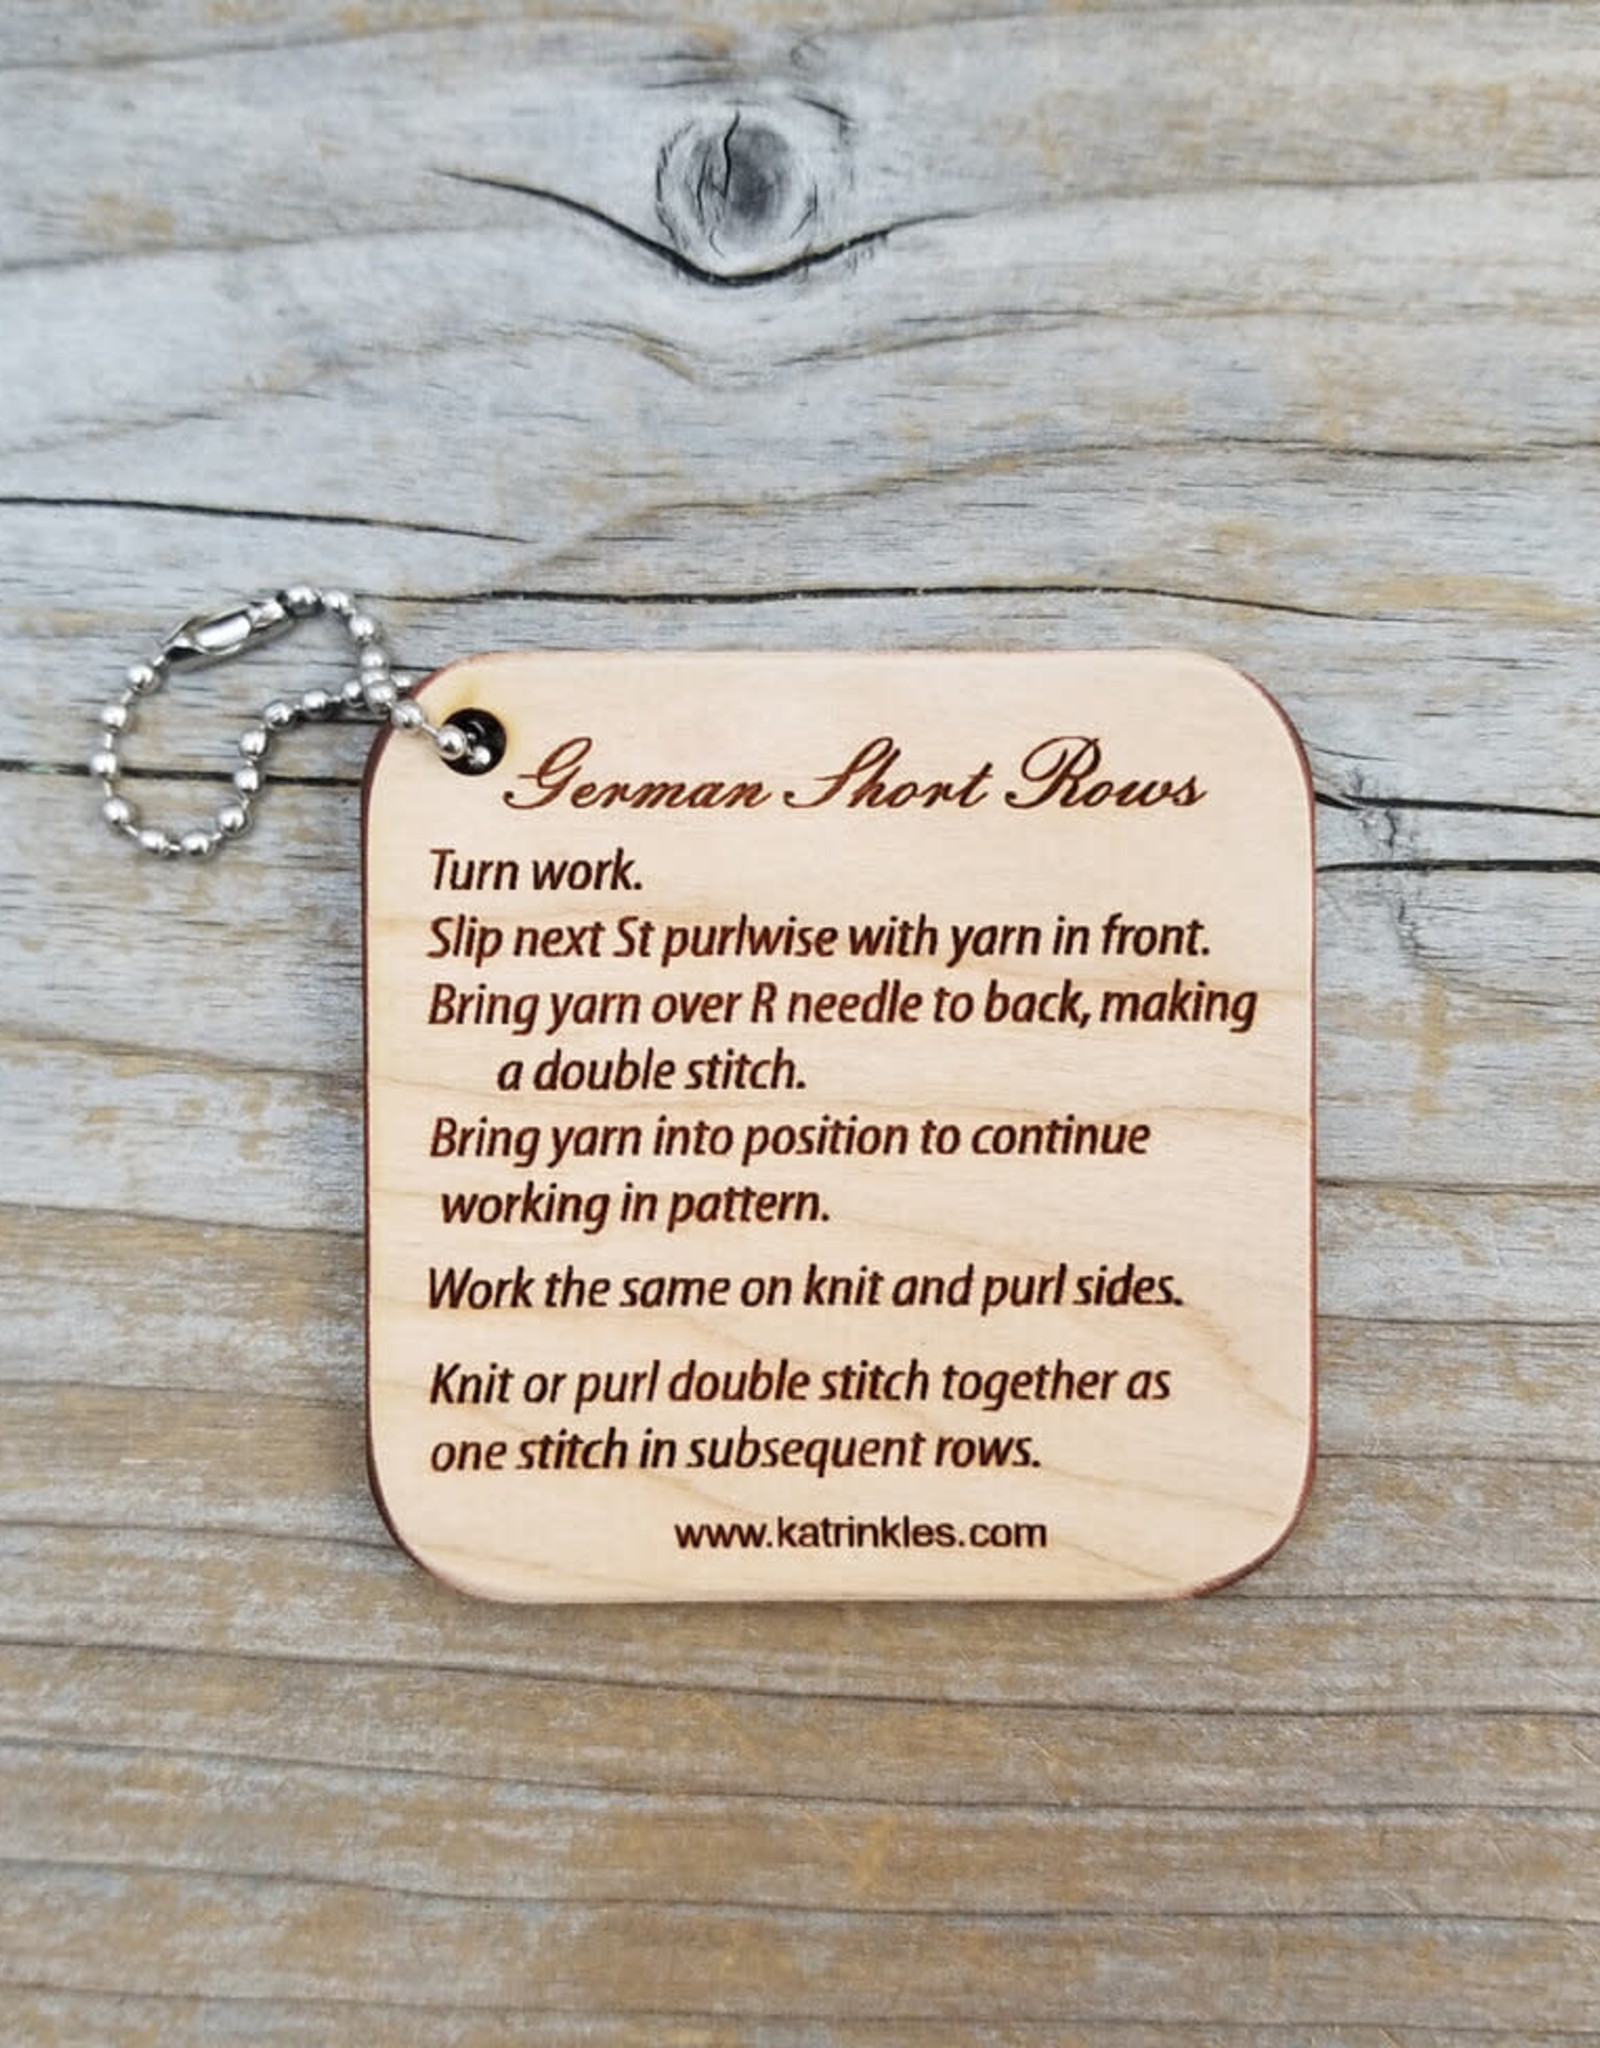 German Short Rows
Turn work.
Slip next St purlwise with yarn in front.
Bring yarn over R needle to back, making
a double stitch.
Bring yarn into position to continue
working in pattern.
Work the same on knit and purl sides.
Knit or purl double stitch together as
one stitch in subsequent rows.
www.katrinkles.com